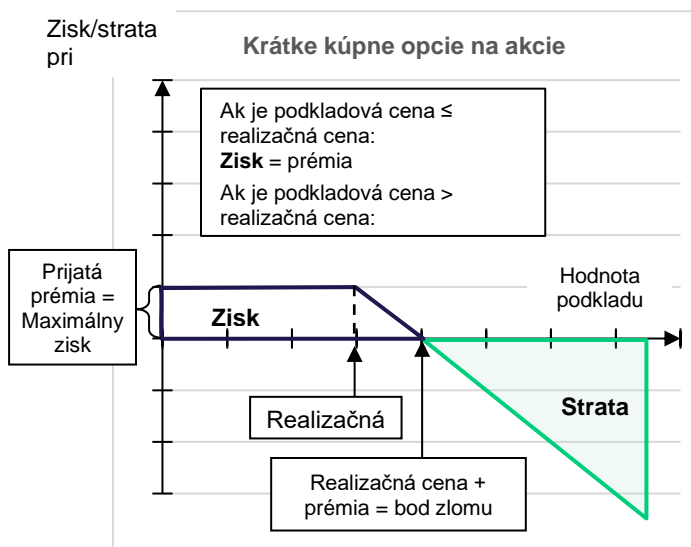 Zisk/strata
pri
Krátke kúpne opcie na akcie
Ak je podkladová cena ≤
realizačná cena:
Zisk = prémia
Ak je podkladová cena >
realizačná cena:
Prijatá
prémia =
Maximálny
zisk
Zisk
Hodnota
podkladu
Realizačná
Strata
Realizačná cena +
prémia = bod zlomu